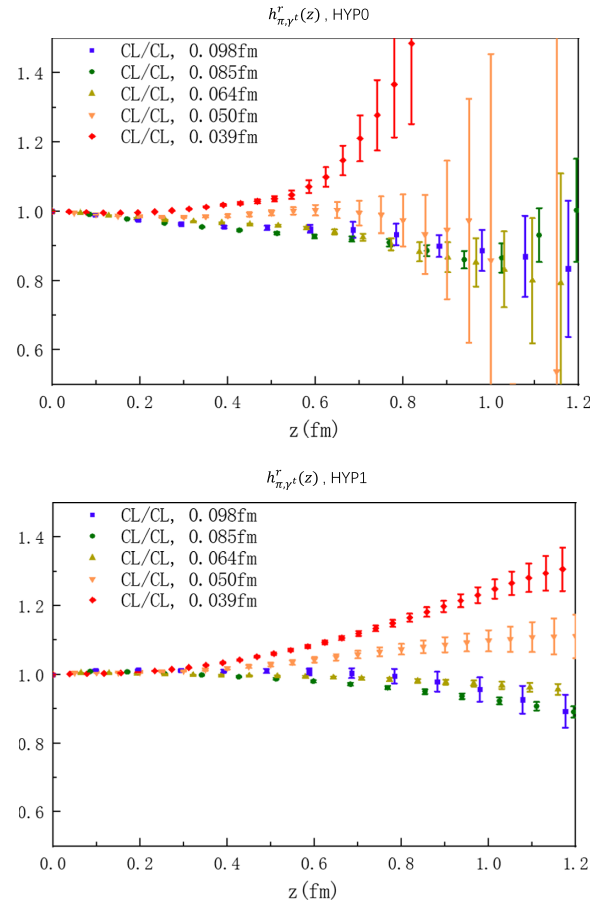 h^r_{π,γ^t}(z) , HYP0
CL/CL, 0.098fm
CL/CL, 0.085fm
CL/CL, 0.064fm
CL/CL, 0.050fm
CL/CL, 0.039fm
1.4
1.2
1.0
0.8
0.6
0.0 0.2 0.4 0.6 0.8 1.0 1.2
z(fm)
h^r_{π,γ^t}(z) , HYP1
CL/CL, 0.098fm
CL/CL, 0.085fm
CL/CL, 0.064fm
CL/CL, 0.050fm
CL/CL, 0.039fm
1.4
1.2
1.0
0.8
0.6
0.0 0.2 0.4 0.6 0.8 1.0 1.2
z(fm)